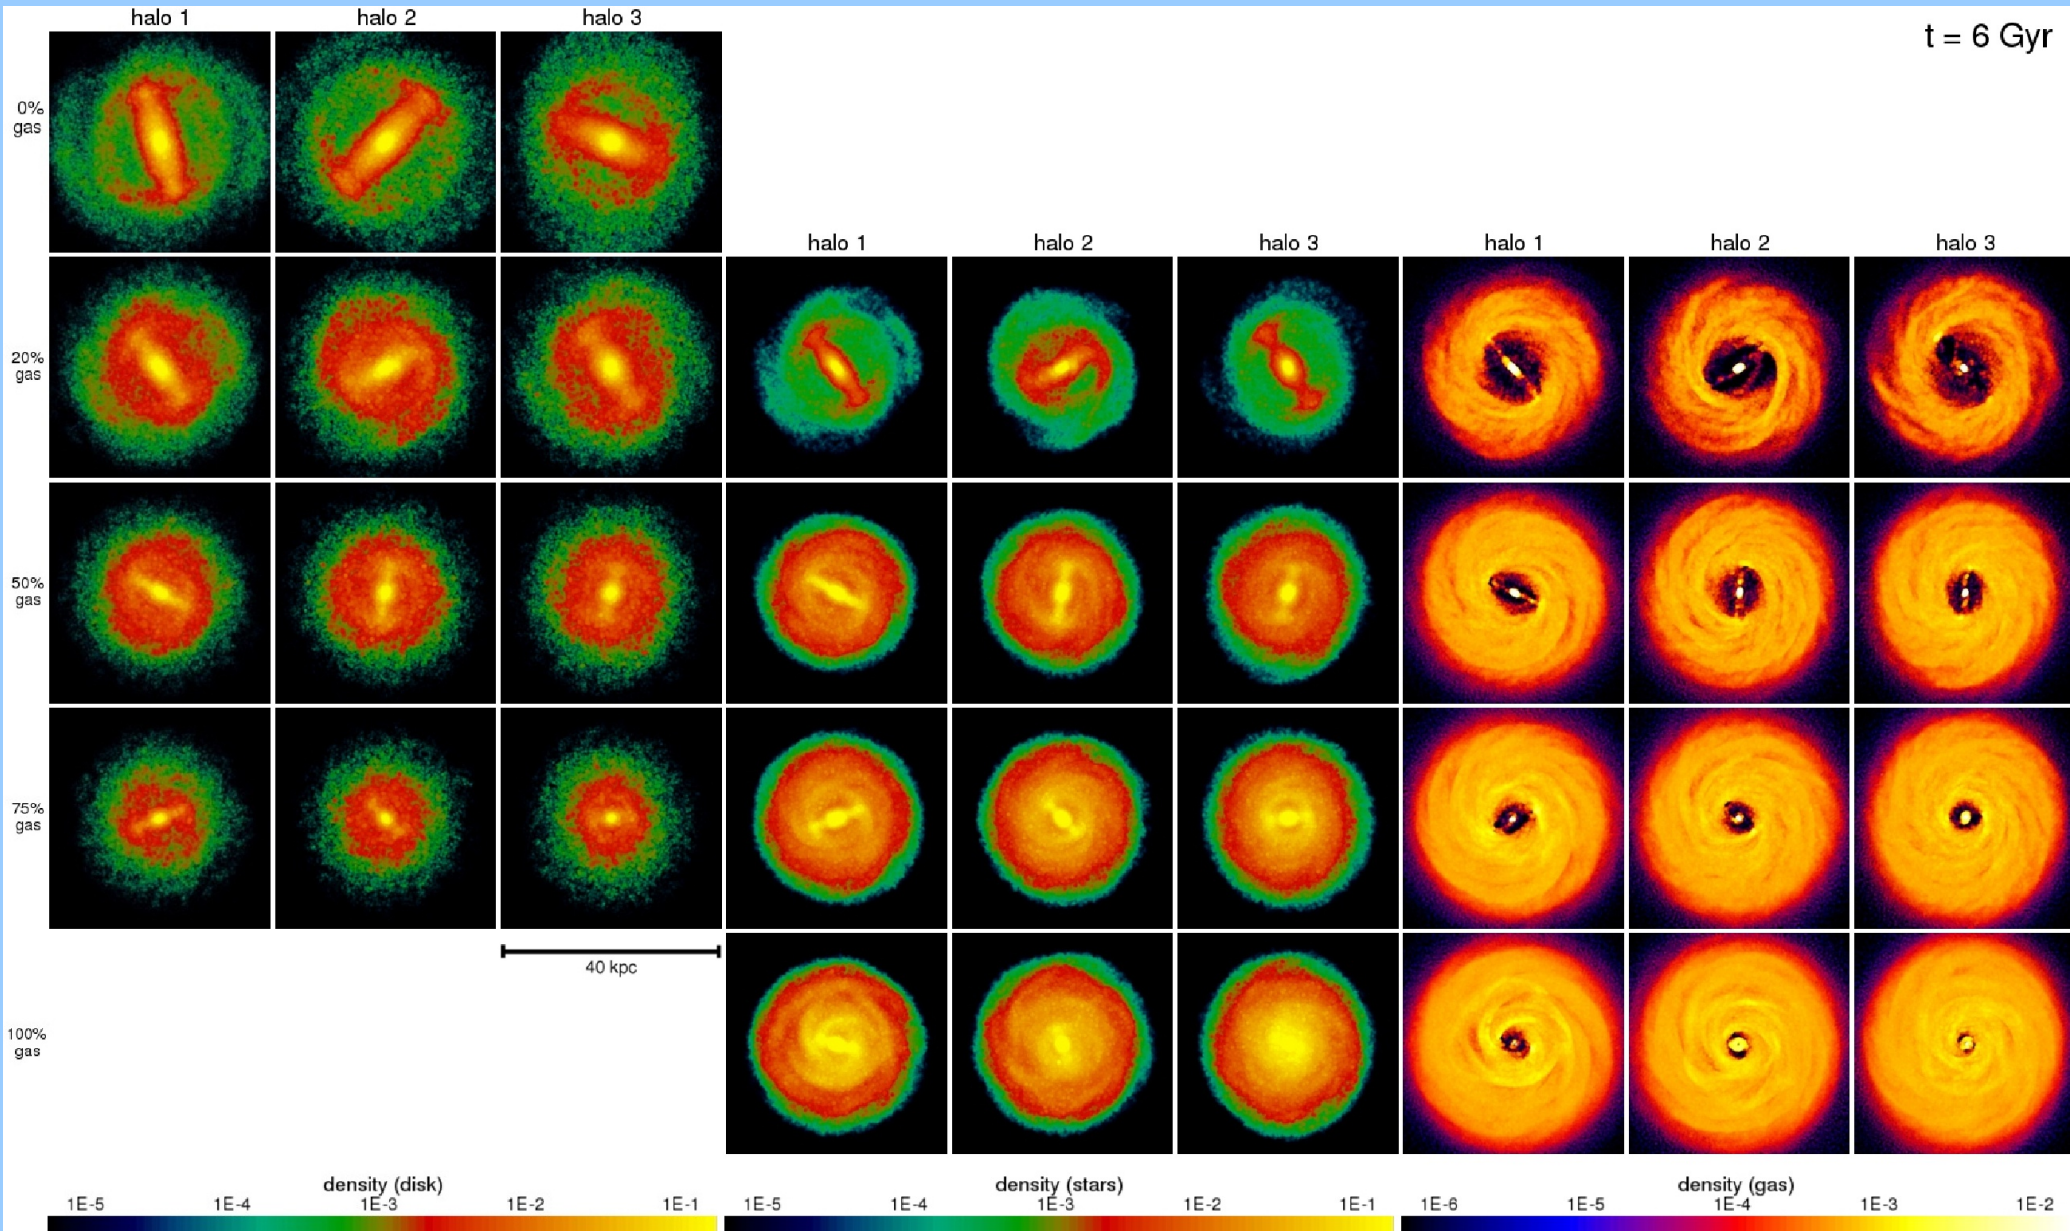 halo 1 halo 2 halo 3
t = 6 Gyr
0%
gas
halo 1 halo 2 halo 3 halo 1 halo 2 halo 3
20%
gas
50%
gas
75%
gas
40 kpc
100%
gas
density (disk) density (stars) density (gas)
1E-5 1E-4 1E-3 1E-2 1E-1 1E-5 1E-4 1E-3 1E-2 1E-1 1E-6 1E-5 1E-4 1E-3 1E-2